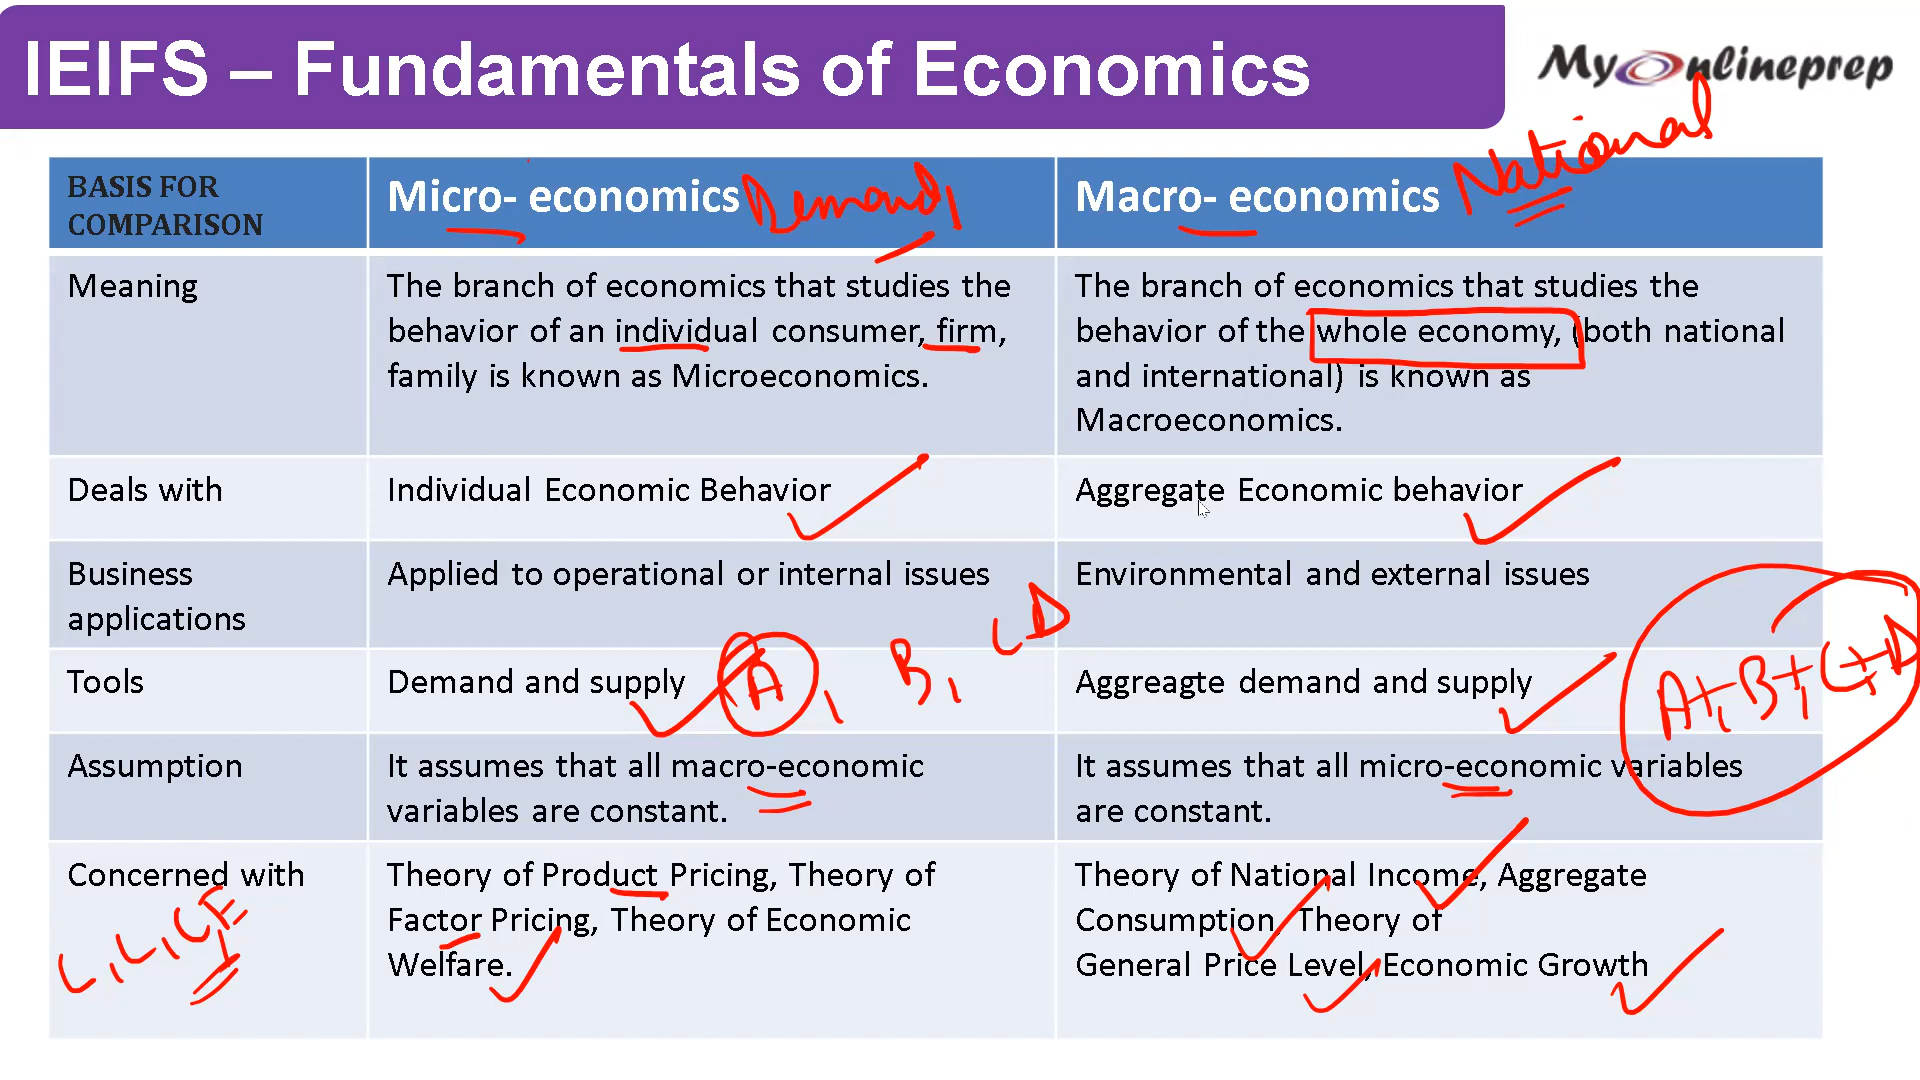 IEIFS – Fundamentals of Economics
MyOnlineprep
National
BASIS FOR
COMPARISON
Micro- economics
Demand,
Macro- economics
Meaning
The branch of economics that studies the
behavior of an individual consumer, firm,
family is known as Microeconomics.
The branch of economics that studies the
behavior of the whole economy, (both national
and international) is known as
Macroeconomics.
Deals with
Individual Economic Behavior
Aggregate Economic behavior
Business
applications
Applied to operational or internal issues
Environmental and external issues
Tools
Demand and supply
A, B, C D
Aggreagte demand and supply
A+, B+, C+, D
Assumption
It assumes that all macro-economic
variables are constant.
It assumes that all micro-economic variables
are constant.
Concerned with
L, L, C, E
Theory of Product Pricing, Theory of
Factor Pricing, Theory of Economic
Welfare.
Theory of National Income, Aggregate
Consumption, Theory of
General Price Level, Economic Growth